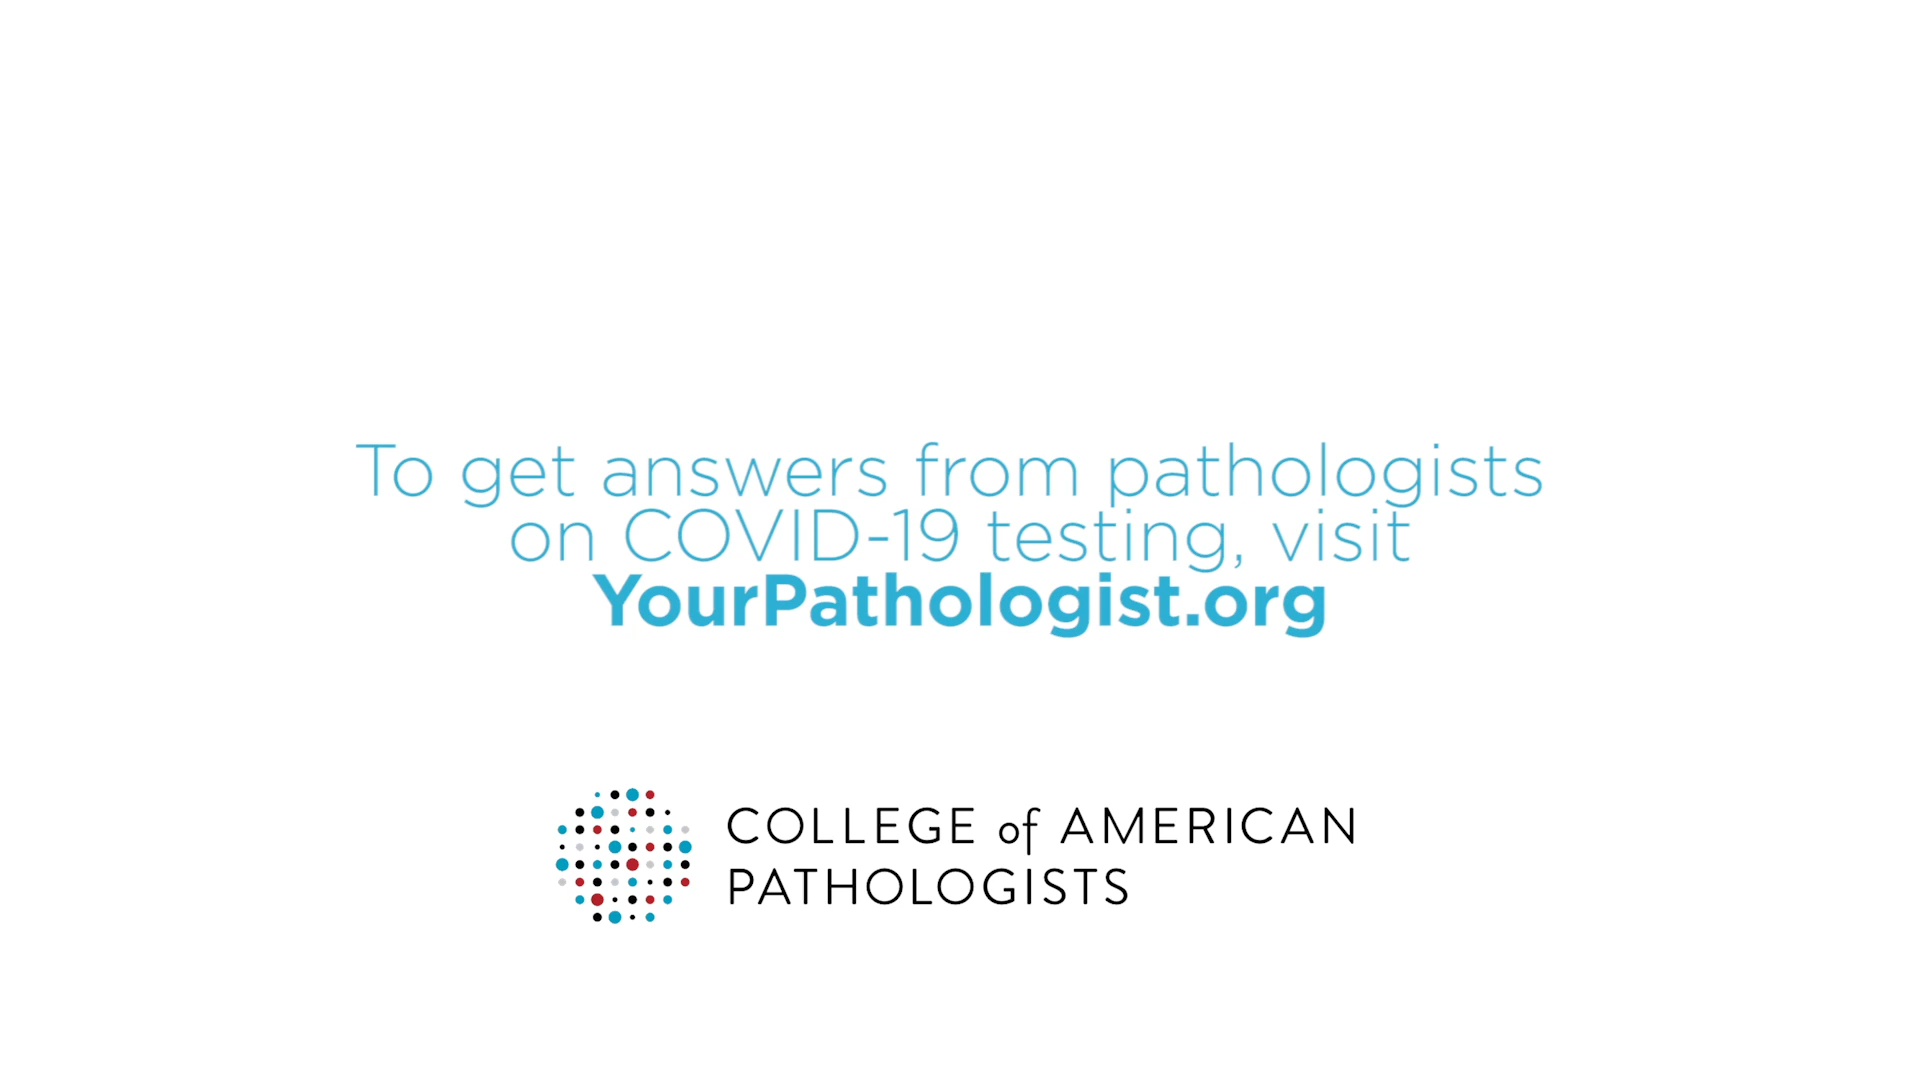 To get answers from pathologists
on COVID-19 testing, visit
YourPathologist.org
COLLEGE of AMERICAN
PATHOLOGISTS